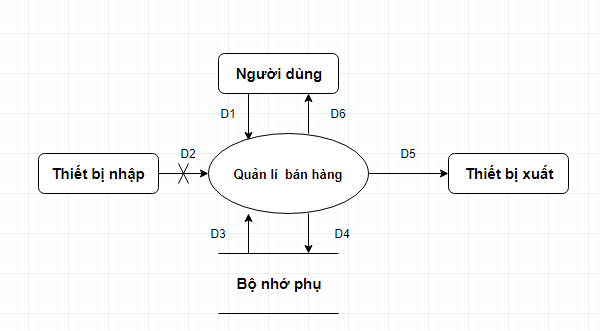 Người dùng
D1
D6
D2
D5
Thiết bị nhập
Quản lí bán hàng
Thiết bị xuất
D3
D4
Bộ nhớ phụ